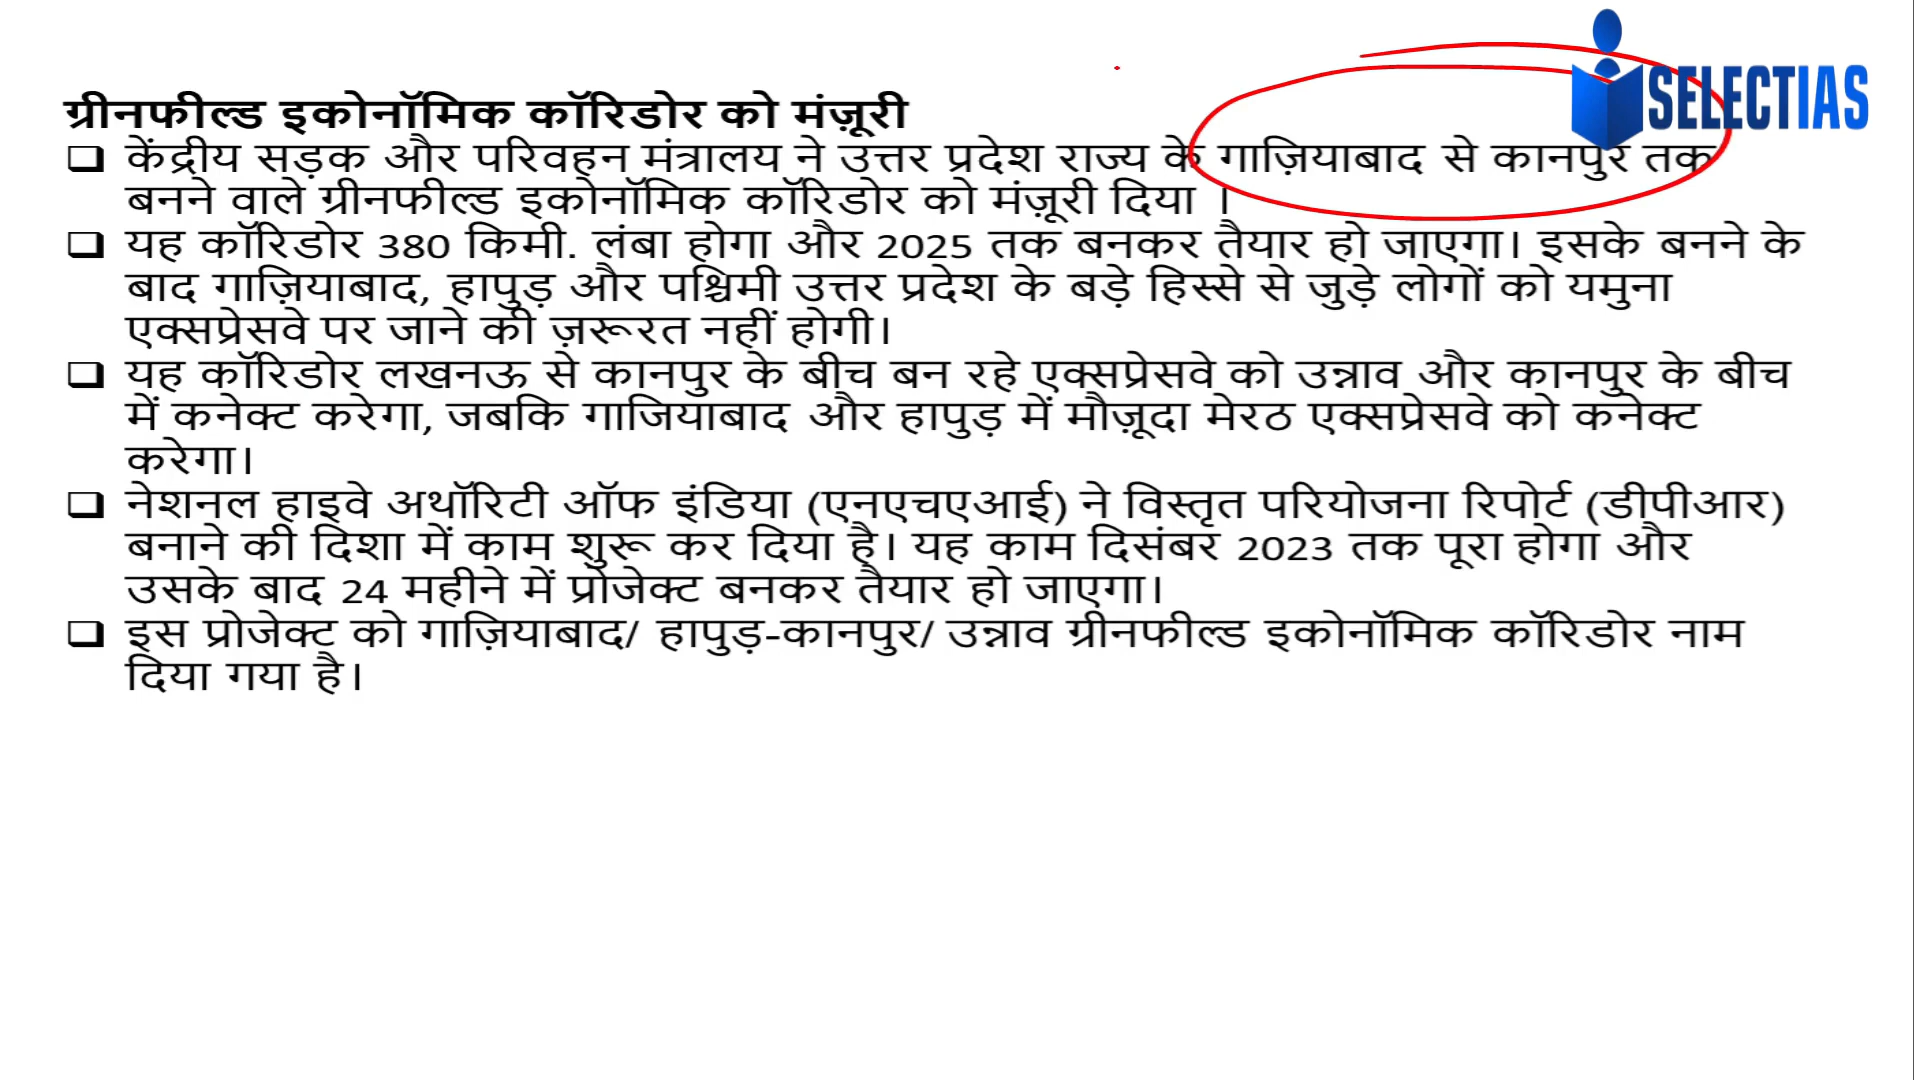 SELECTIAS
ग्रीनफील्ड इकोनॉमिक कॉरिडोर को मंज़ूरी
❑ केंद्रीय सड़क और परिवहन मंत्रालय ने उत्तर प्रदेश राज्य के गाज़ियाबाद से कानपुर तक
बनने वाले ग्रीनफील्ड इकोनॉमिक कॉरिडोर को मंज़ूरी दिया ।
❑ यह कॉरिडोर 380 किमी. लंबा होगा और 2025 तक बनकर तैयार हो जाएगा। इसके बनने के
बाद गाज़ियाबाद, हापुड़ और पश्चिमी उत्तर प्रदेश के बड़े हिस्से से जुड़े लोगों को यमुना
एक्सप्रेसवे पर जाने की ज़रूरत नहीं होगी।
❑ यह कॉरिडोर लखनऊ से कानपुर के बीच बन रहे एक्सप्रेसवे को उन्नाव और कानपुर के बीच
में कनेक्ट करेगा, जबकि गाजियाबाद और हापुड़ में मौज़ूदा मेरठ एक्सप्रेसवे को कनेक्ट
करेगा।
❑ नेशनल हाइवे अथॉरिटी ऑफ इंडिया (एनएचएआई) ने विस्तृत परियोजना रिपोर्ट (डीपीआर)
बनाने की दिशा में काम शुरू कर दिया है। यह काम दिसंबर 2023 तक पूरा होगा और
उसके बाद 24 महीने में प्रोजेक्ट बनकर तैयार हो जाएगा।
❑ इस प्रोजेक्ट को गाज़ियाबाद/ हापुड़-कानपुर/ उन्नाव ग्रीनफील्ड इकोनॉमिक कॉरिडोर नाम
दिया गया है।